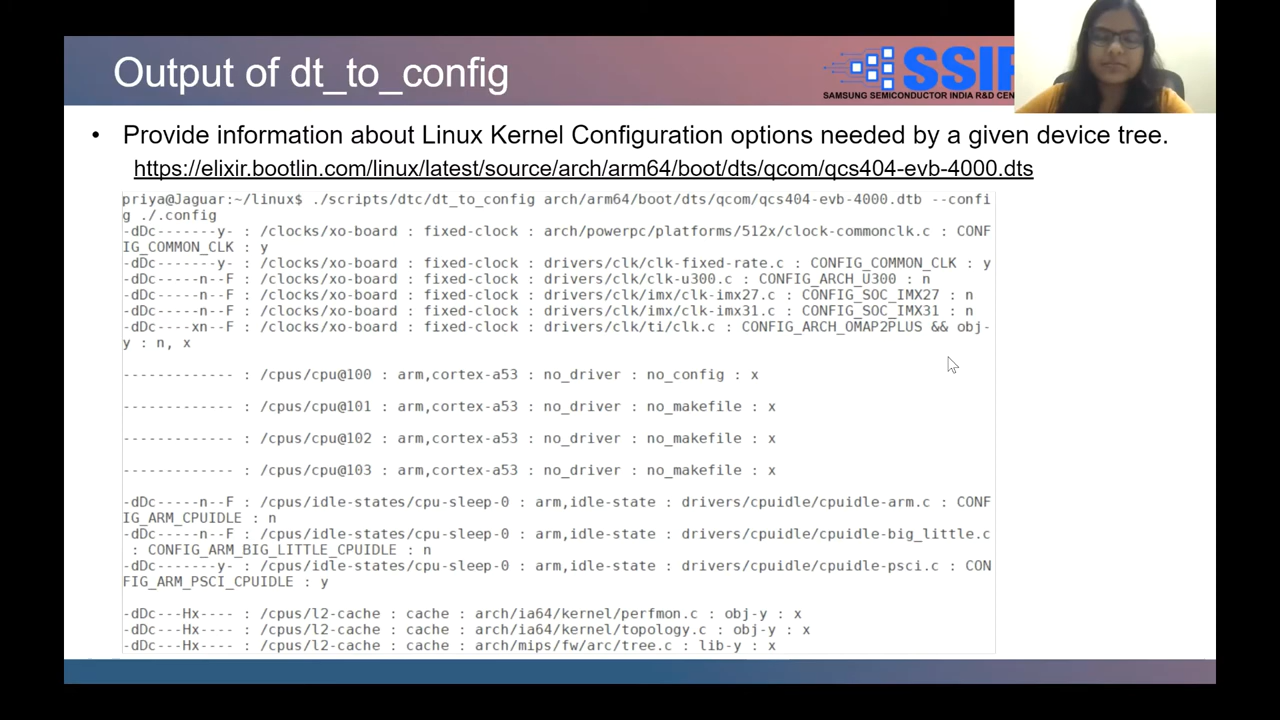 Output of dt_to_config
SSIR
SAMSUNG SEMICONDUCTOR INDIA R&D CEN
• Provide information about Linux Kernel Configuration options needed by a given device tree.
https://elixir.bootlin.com/linux/latest/source/arch/arm64/boot/dts/qcom/qcs404-evb-4000.dts
priya@Jaguar:~/linux$ ./scripts/dtc/dt_to_config arch/arm64/boot/dts/qcom/qcs404-evb-4000.dtb --confi
g ./.config
-dDc-------y- : /clocks/xo-board : fixed-clock : arch/powerpc/platforms/512x/clock-commonclk.c : CONF
IG_COMMON_CLK : y
-dDc-------y- : /clocks/xo-board : fixed-clock : drivers/clk/clk-fixed-rate.c : CONFIG_COMMON_CLK : y
-dDc-----n--F : /clocks/xo-board : fixed-clock : drivers/clk/clk-u300.c : CONFIG_ARCH_U300 : n
-dDc-----n--F : /clocks/xo-board : fixed-clock : drivers/clk/imx/clk-imx27.c : CONFIG_SOC_IMX27 : n
-dDc-----n--F : /clocks/xo-board : fixed-clock : drivers/clk/imx/clk-imx31.c : CONFIG_SOC_IMX31 : n
-dDc----xn--F : /clocks/xo-board : fixed-clock : drivers/clk/ti/clk.c : CONFIG_ARCH_OMAP2PLUS && obj-
y : n, x
------------- : /cpus/cpu@100 : arm,cortex-a53 : no_driver : no_config : x
------------- : /cpus/cpu@101 : arm,cortex-a53 : no_driver : no_makefile : x
------------- : /cpus/cpu@102 : arm,cortex-a53 : no_driver : no_makefile : x
------------- : /cpus/cpu@103 : arm,cortex-a53 : no_driver : no_makefile : x
-dDc-----n--F : /cpus/idle-states/cpu-sleep-0 : arm,idle-state : drivers/cpuidle/cpuidle-arm.c : CONF
IG_ARM_CPUIDLE : n
-dDc-----n--F : /cpus/idle-states/cpu-sleep-0 : arm,idle-state : drivers/cpuidle/cpuidle-big_little.c
: CONFIG_ARM_BIG_LITTLE_CPUIDLE : n
-dDc-------y- : /cpus/idle-states/cpu-sleep-0 : arm,idle-state : drivers/cpuidle/cpuidle-psci.c : CON
FIG_ARM_PSCI_CPUIDLE : y
-dDc---Hx---- : /cpus/l2-cache : cache : arch/ia64/kernel/perfmon.c : obj-y : x
-dDc---Hx---- : /cpus/l2-cache : cache : arch/ia64/kernel/topology.c : obj-y : x
-dDc---Hx---- : /cpus/l2-cache : cache : arch/mips/fw/arc/tree.c : lib-y : x